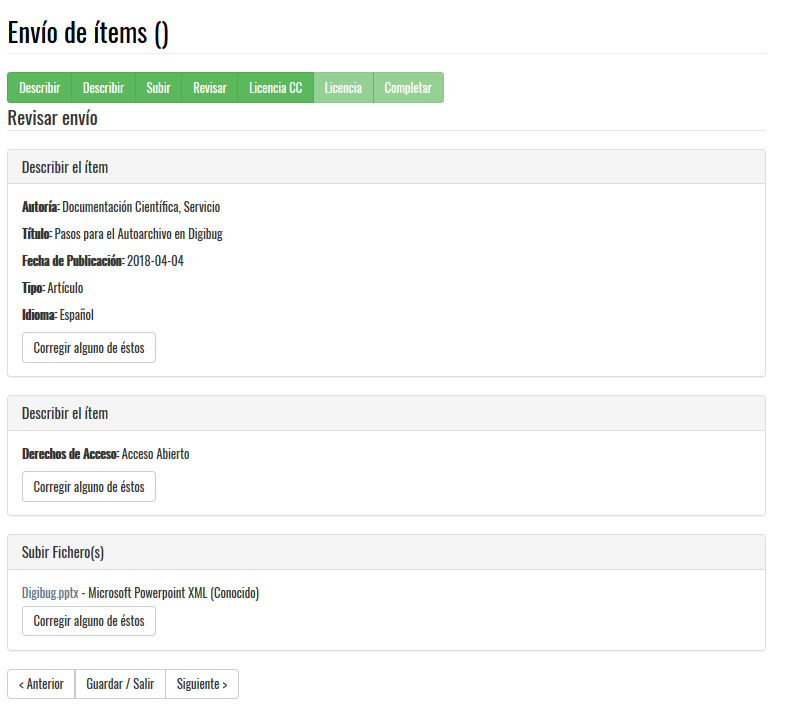 Envío de ítems ()
Describir Describir Subir Revisar Licencia CC Licencia Completar
Revisar envío
Describir el ítem
Autoría: Documentación Científica, Servicio
Título: Pasos para el Autoarchivo en Digibug
Fecha de Publicación: 2018-04-04
Tipo: Artículo
Idioma: Español
Corregir alguno de éstos
Describir el ítem
Derechos de Acceso: Acceso Abierto
Corregir alguno de éstos
Subir Fichero(s)
Digibug.pptx - Microsoft Powerpoint XML (Conocido)
Corregir alguno de éstos
< Anterior Guardar / Salir Siguiente >